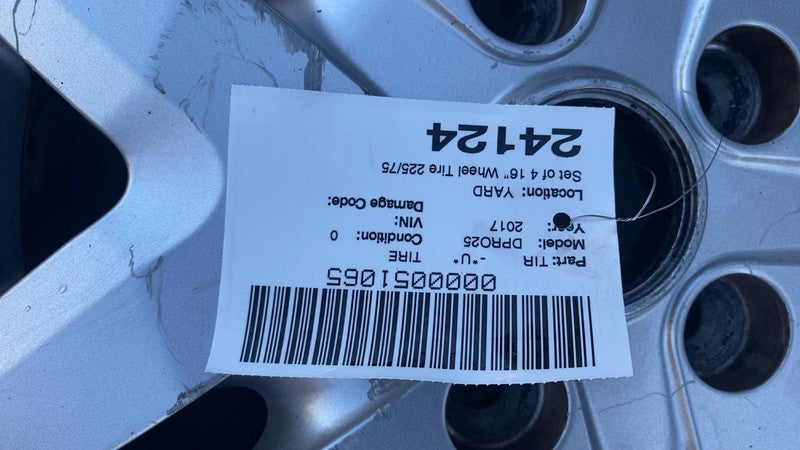 0000051065
Part: TIR -*U* TIRE
Model: DPRO25 Condition: 0
Year: 2017 VIN:
Damage Code:
Location: YARD
Set of 4 16" Wheel Tire 225/75
24124